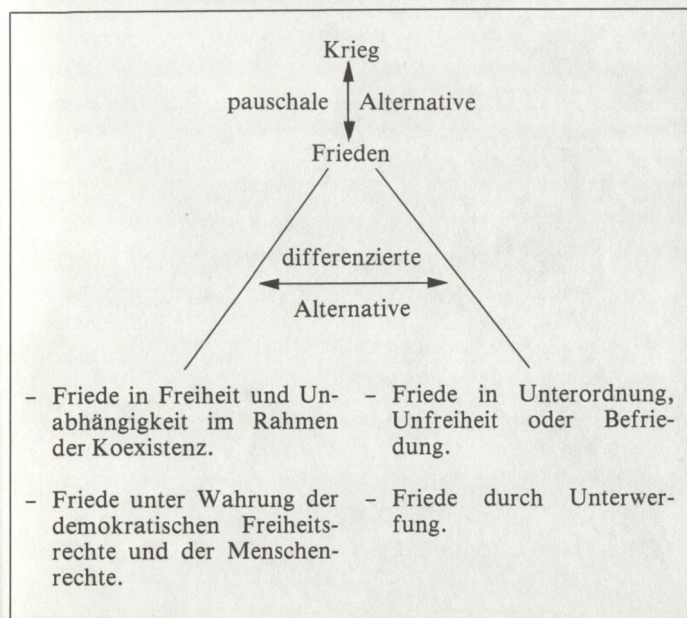 Krieg
pauschale Alternative
Frieden
differenzierte
Alternative
– Friede in Freiheit und Un-
abhängigkeit im Rahmen
der Koexistenz.
– Friede unter Wahrung der
demokratischen Freiheits-
rechte und der Menschen-
rechte.
– Friede in Unterordnung,
Unfreiheit oder Befrie-
dung.
– Friede durch Unterwer-
fung.